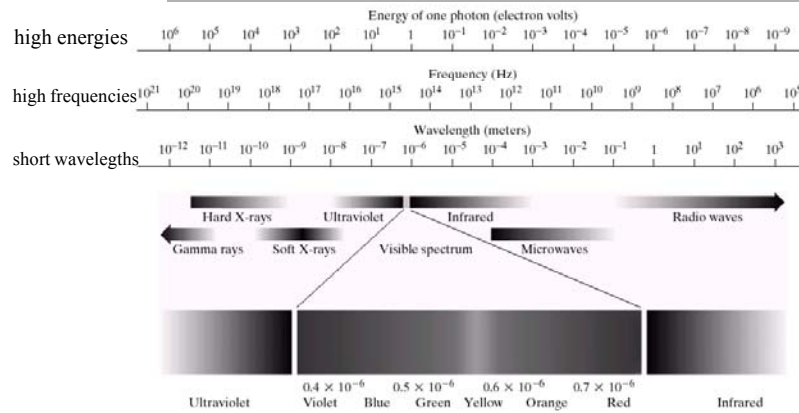 Energy of one photon (electron volts)
high energies 10⁶ 10⁵ 10⁴ 10³ 10² 10¹ 1 10⁻¹ 10⁻² 10⁻³ 10⁻⁴ 10⁻⁵ 10⁻⁶ 10⁻⁷ 10⁻⁸ 10⁻⁹
Frequency (Hz)
high frequencies 10²¹ 10²⁰ 10¹⁹ 10¹⁸ 10¹⁷ 10¹⁶ 10¹⁵ 10¹⁴ 10¹³ 10¹² 10¹¹ 10¹⁰ 10⁹ 10⁸ 10⁷ 10⁶
Wavelength (meters)
short wavelegths 10⁻¹² 10⁻¹¹ 10⁻¹⁰ 10⁻⁹ 10⁻⁸ 10⁻⁷ 10⁻⁶ 10⁻⁵ 10⁻⁴ 10⁻³ 10⁻² 10⁻¹ 1 10¹ 10² 10³
Hard X-rays Ultraviolet Infrared Radio waves
Gamma rays Soft X-rays Visible spectrum Microwaves
0.4 × 10⁻⁶ 0.5 × 10⁻⁶ 0.6 × 10⁻⁶ 0.7 × 10⁻⁶
Ultraviolet Violet Blue Green Yellow Orange Red Infrared